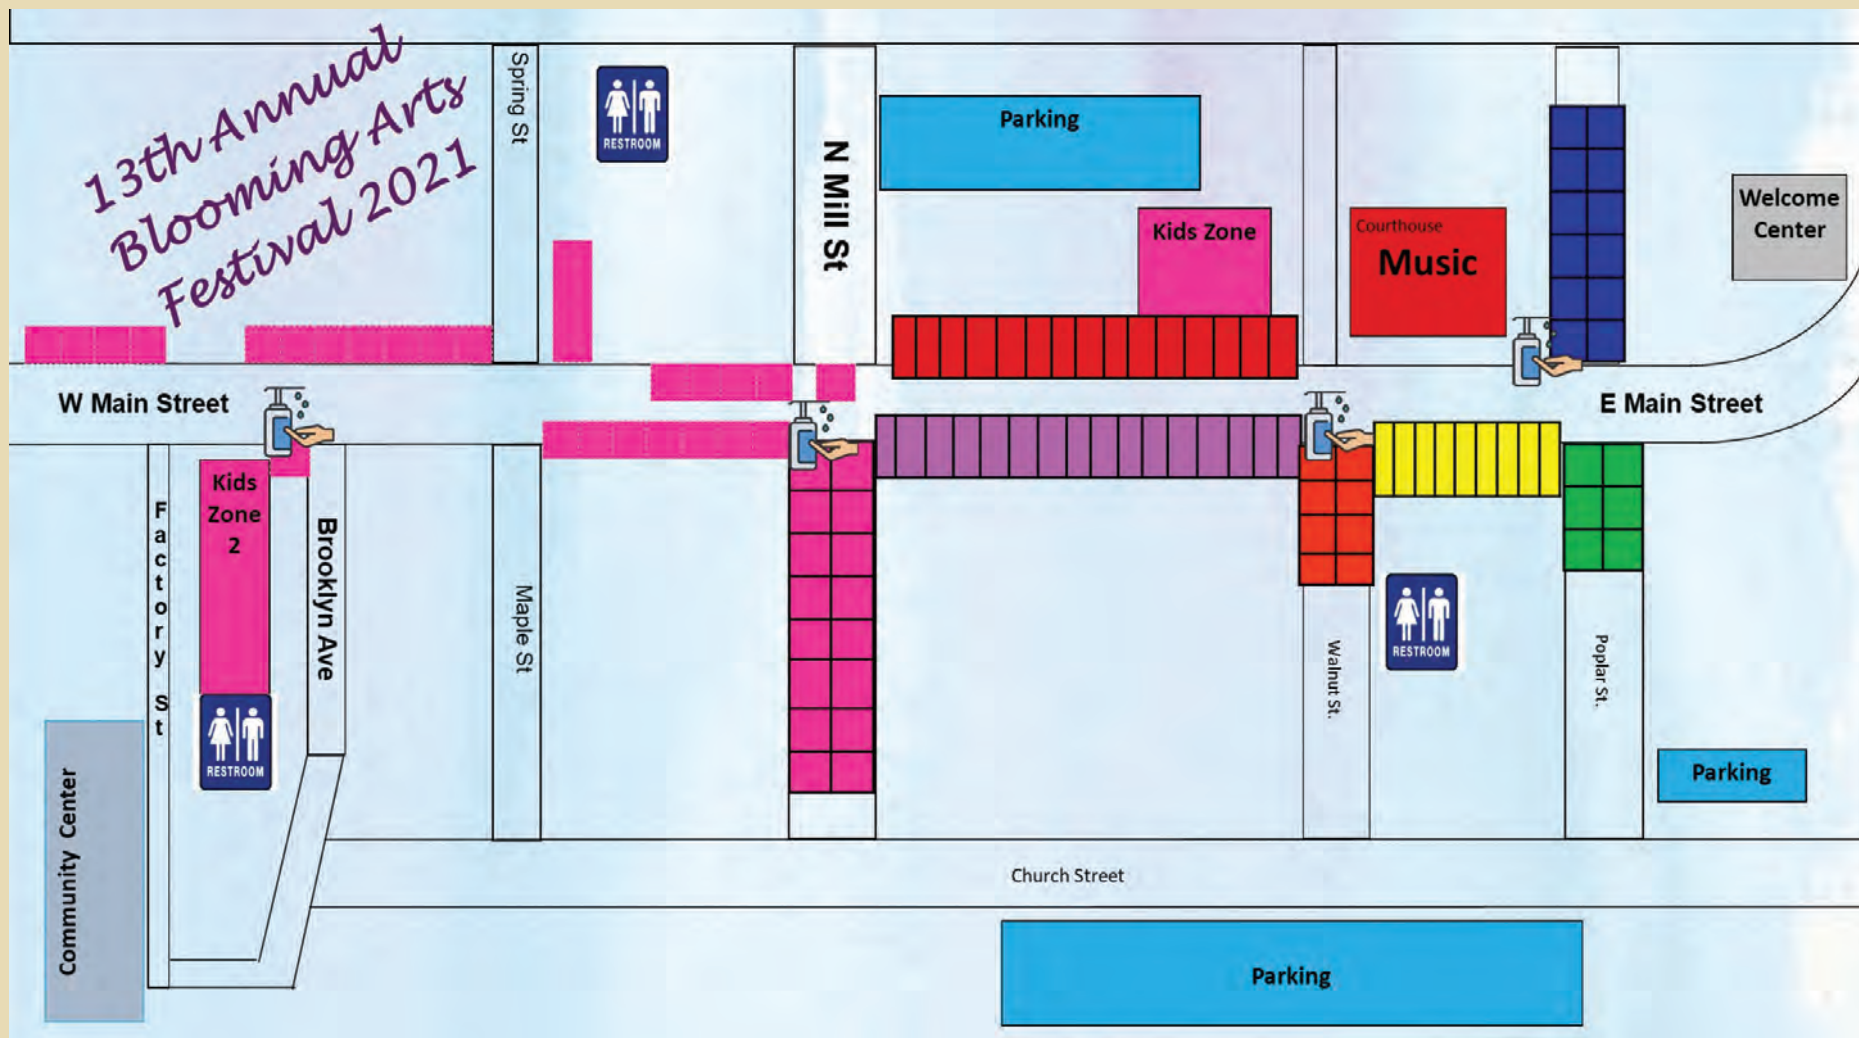 13th Annual
Blooming Arts
Festival 2021
Spring St
RESTROOM
N Mill St
Parking
Kids Zone
Courthouse
Music
Welcome
Center
W Main Street
E Main Street
Factory St
Kids
Zone
2
Brooklyn Ave
Maple St
RESTROOM
Walnut St.
RESTROOM
Poplar St.
Community Center
Parking
Church Street
Parking